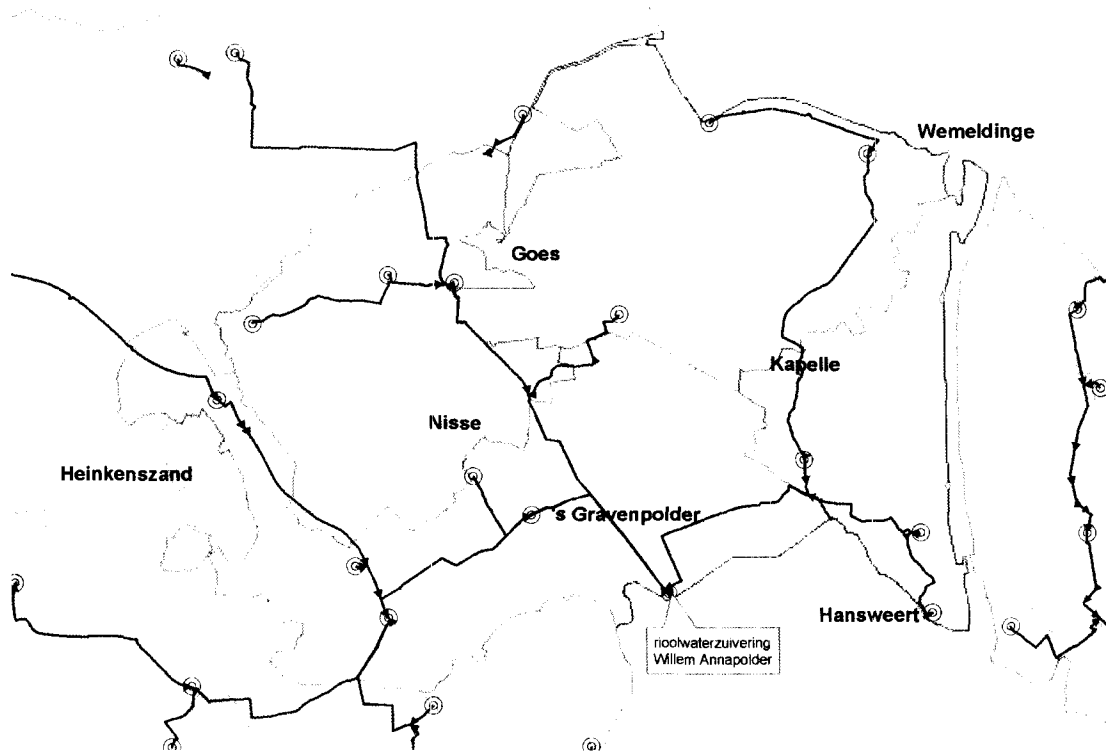 Wemeldinge
Goes
Kapelle
Nisse
Heinkenszand
's Gravenpolder
Hansweert
rioolwaterzuivering
Willem Annapolder